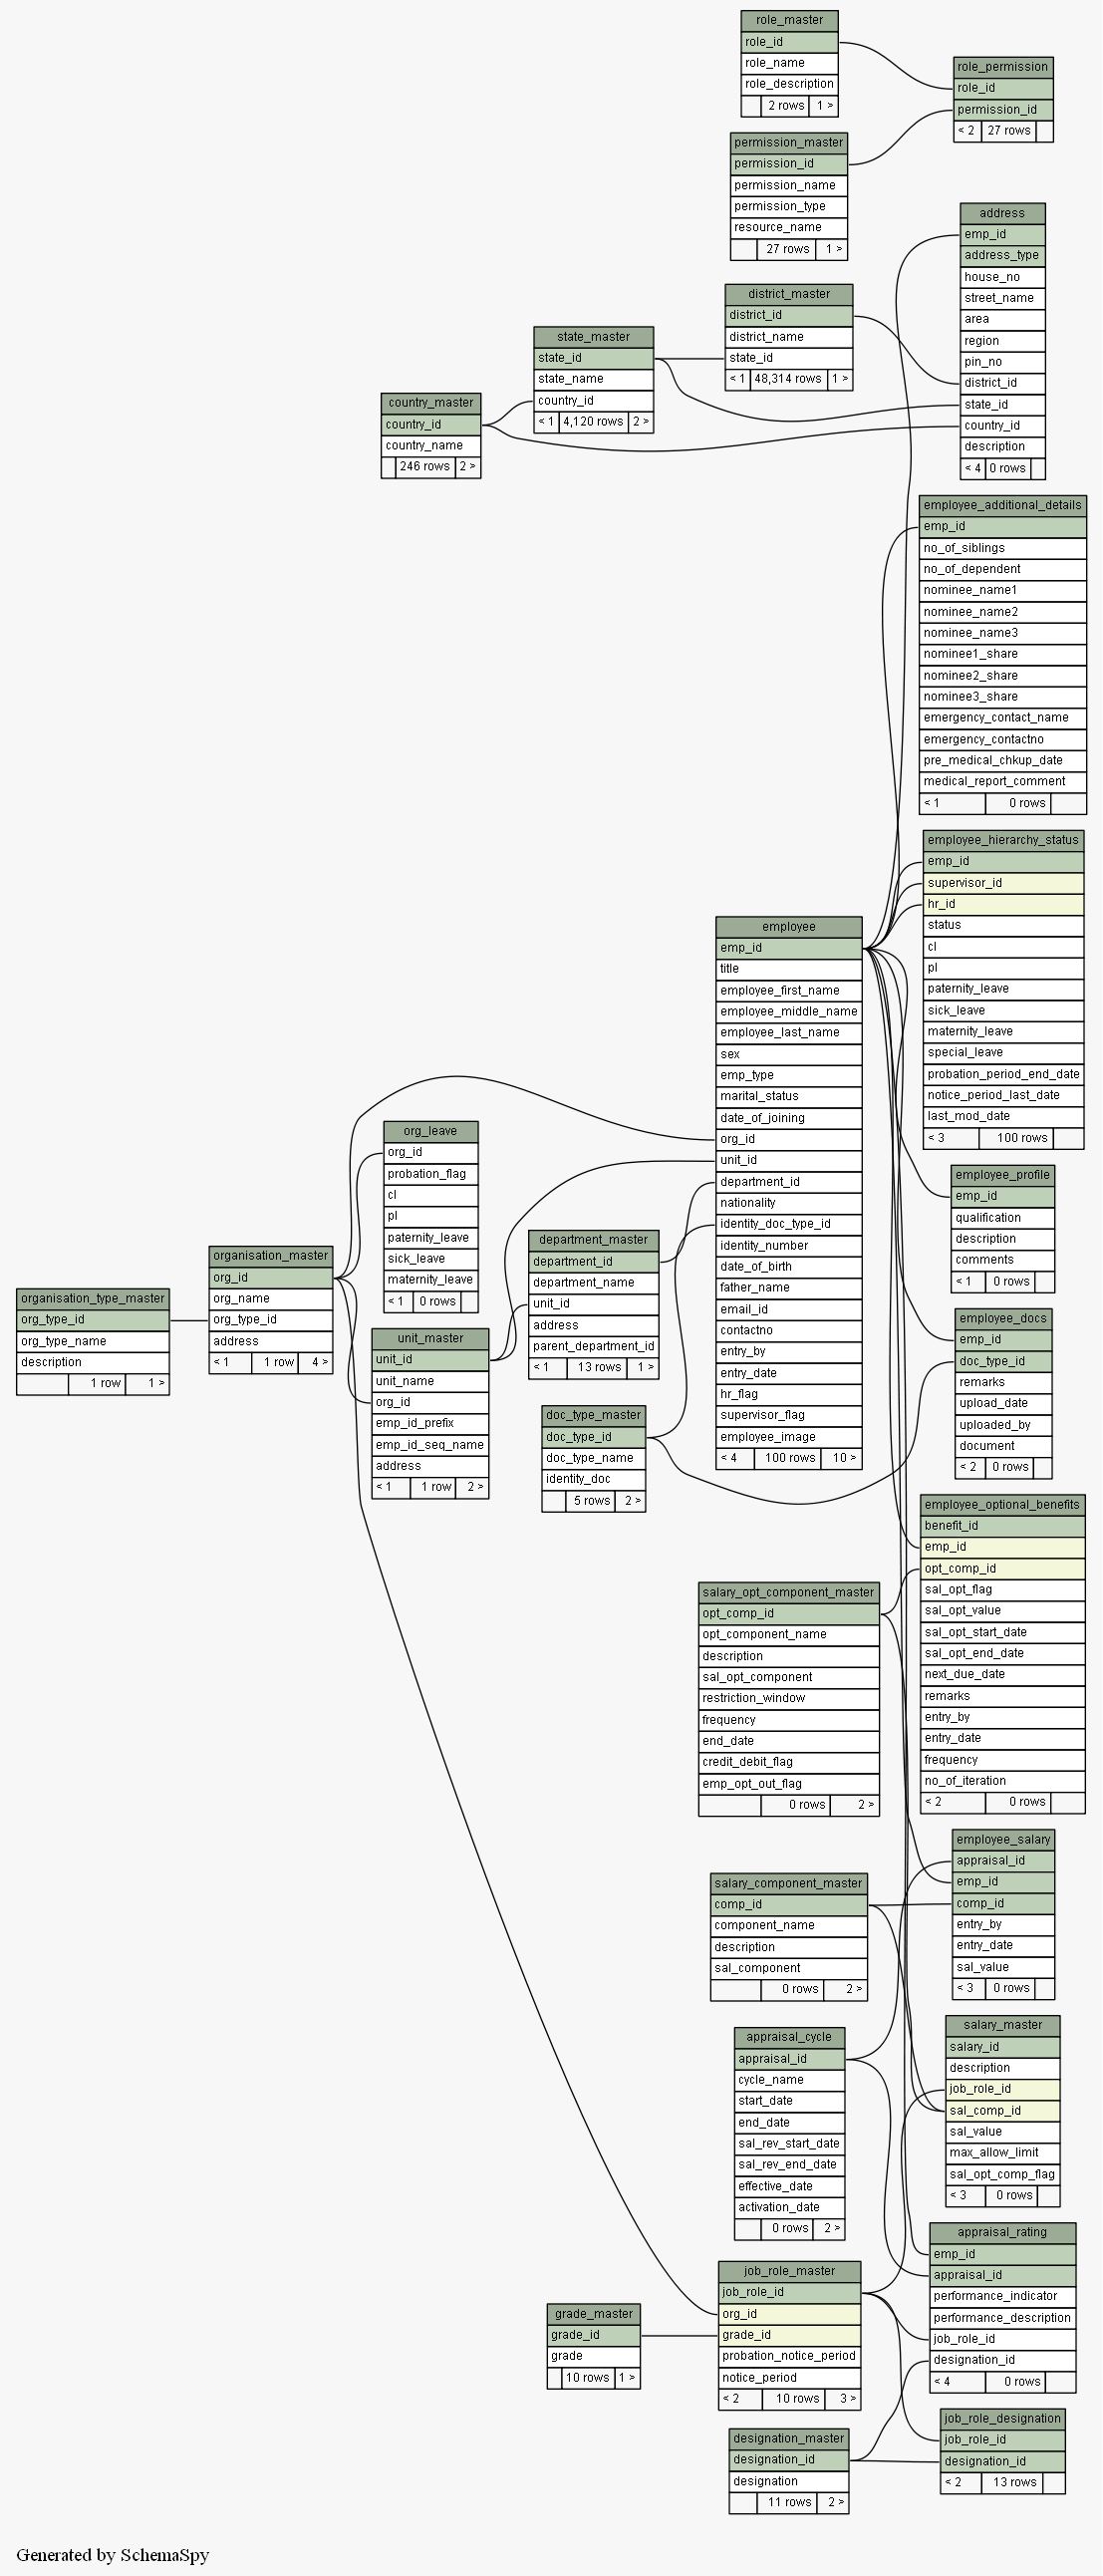 role_master
role_id
role_name
role_description
2 rows 1 >
role_permission
role_id
permission_id
< 2 27 rows
permission_master
permission_id
permission_name
permission_type
resource_name
27 rows 1 >
address
emp_id
address_type
house_no
street_name
area
region
pin_no
district_id
state_id
country_id
description
< 4 0 rows
district_master
district_id
district_name
state_id
< 1 48,314 rows 1 >
state_master
state_id
state_name
country_id
< 1 4,120 rows 2 >
country_master
country_id
country_name
246 rows 2 >
employee_additional_details
emp_id
no_of_siblings
no_of_dependent
nominee_name1
nominee_name2
nominee_name3
nominee1_share
nominee2_share
nominee3_share
emergency_contact_name
emergency_contactno
pre_medical_chkup_date
medical_report_comment
< 1 0 rows
employee_hierarchy_status
emp_id
supervisor_id
hr_id
status
cl
pl
paternity_leave
sick_leave
maternity_leave
special_leave
probation_period_end_date
notice_period_last_date
last_mod_date
< 3 100 rows
employee
emp_id
title
employee_first_name
employee_middle_name
employee_last_name
sex
emp_type
marital_status
date_of_joining
org_id
unit_id
department_id
nationality
identity_doc_type_id
identity_number
date_of_birth
father_name
email_id
contactno
entry_by
entry_date
hr_flag
supervisor_flag
employee_image
< 4 100 rows 10 >
org_leave
org_id
probation_flag
cl
pl
paternity_leave
sick_leave
maternity_leave
< 1 0 rows
employee_profile
emp_id
qualification
description
comments
< 1 0 rows
department_master
department_id
department_name
unit_id
address
parent_department_id
< 1 13 rows 1 >
organisation_master
org_id
org_name
org_type_id
address
< 1 1 row 4 >
organisation_type_master
org_type_id
org_type_name
description
1 row 1 >
unit_master
unit_id
unit_name
org_id
emp_id_prefix
emp_id_seq_name
address
< 1 1 row 2 >
employee_docs
emp_id
doc_type_id
remarks
upload_date
uploaded_by
document
< 2 0 rows
doc_type_master
doc_type_id
doc_type_name
identity_doc
5 rows 2 >
employee_optional_benefits
benefit_id
emp_id
opt_comp_id
sal_opt_flag
sal_opt_value
sal_opt_start_date
sal_opt_end_date
next_due_date
remarks
entry_by
entry_date
frequency
no_of_iteration
< 2 0 rows
salary_opt_component_master
opt_comp_id
opt_component_name
description
sal_opt_component
restriction_window
frequency
end_date
credit_debit_flag
emp_opt_out_flag
0 rows 2 >
employee_salary
appraisal_id
emp_id
comp_id
entry_by
entry_date
sal_value
< 3 0 rows
salary_component_master
comp_id
component_name
description
sal_component
0 rows 2 >
salary_master
salary_id
description
job_role_id
sal_comp_id
sal_value
max_allow_limit
sal_opt_comp_flag
< 3 0 rows
appraisal_cycle
appraisal_id
cycle_name
start_date
end_date
sal_rev_start_date
sal_rev_end_date
effective_date
activation_date
0 rows 2 >
appraisal_rating
emp_id
appraisal_id
performance_indicator
performance_description
job_role_id
designation_id
< 4 0 rows
job_role_master
job_role_id
org_id
grade_id
probation_notice_period
notice_period
< 2 10 rows 3 >
grade_master
grade_id
grade
10 rows 1 >
job_role_designation
job_role_id
designation_id
< 2 13 rows
designation_master
designation_id
designation
11 rows 2 >
Generated by SchemaSpy